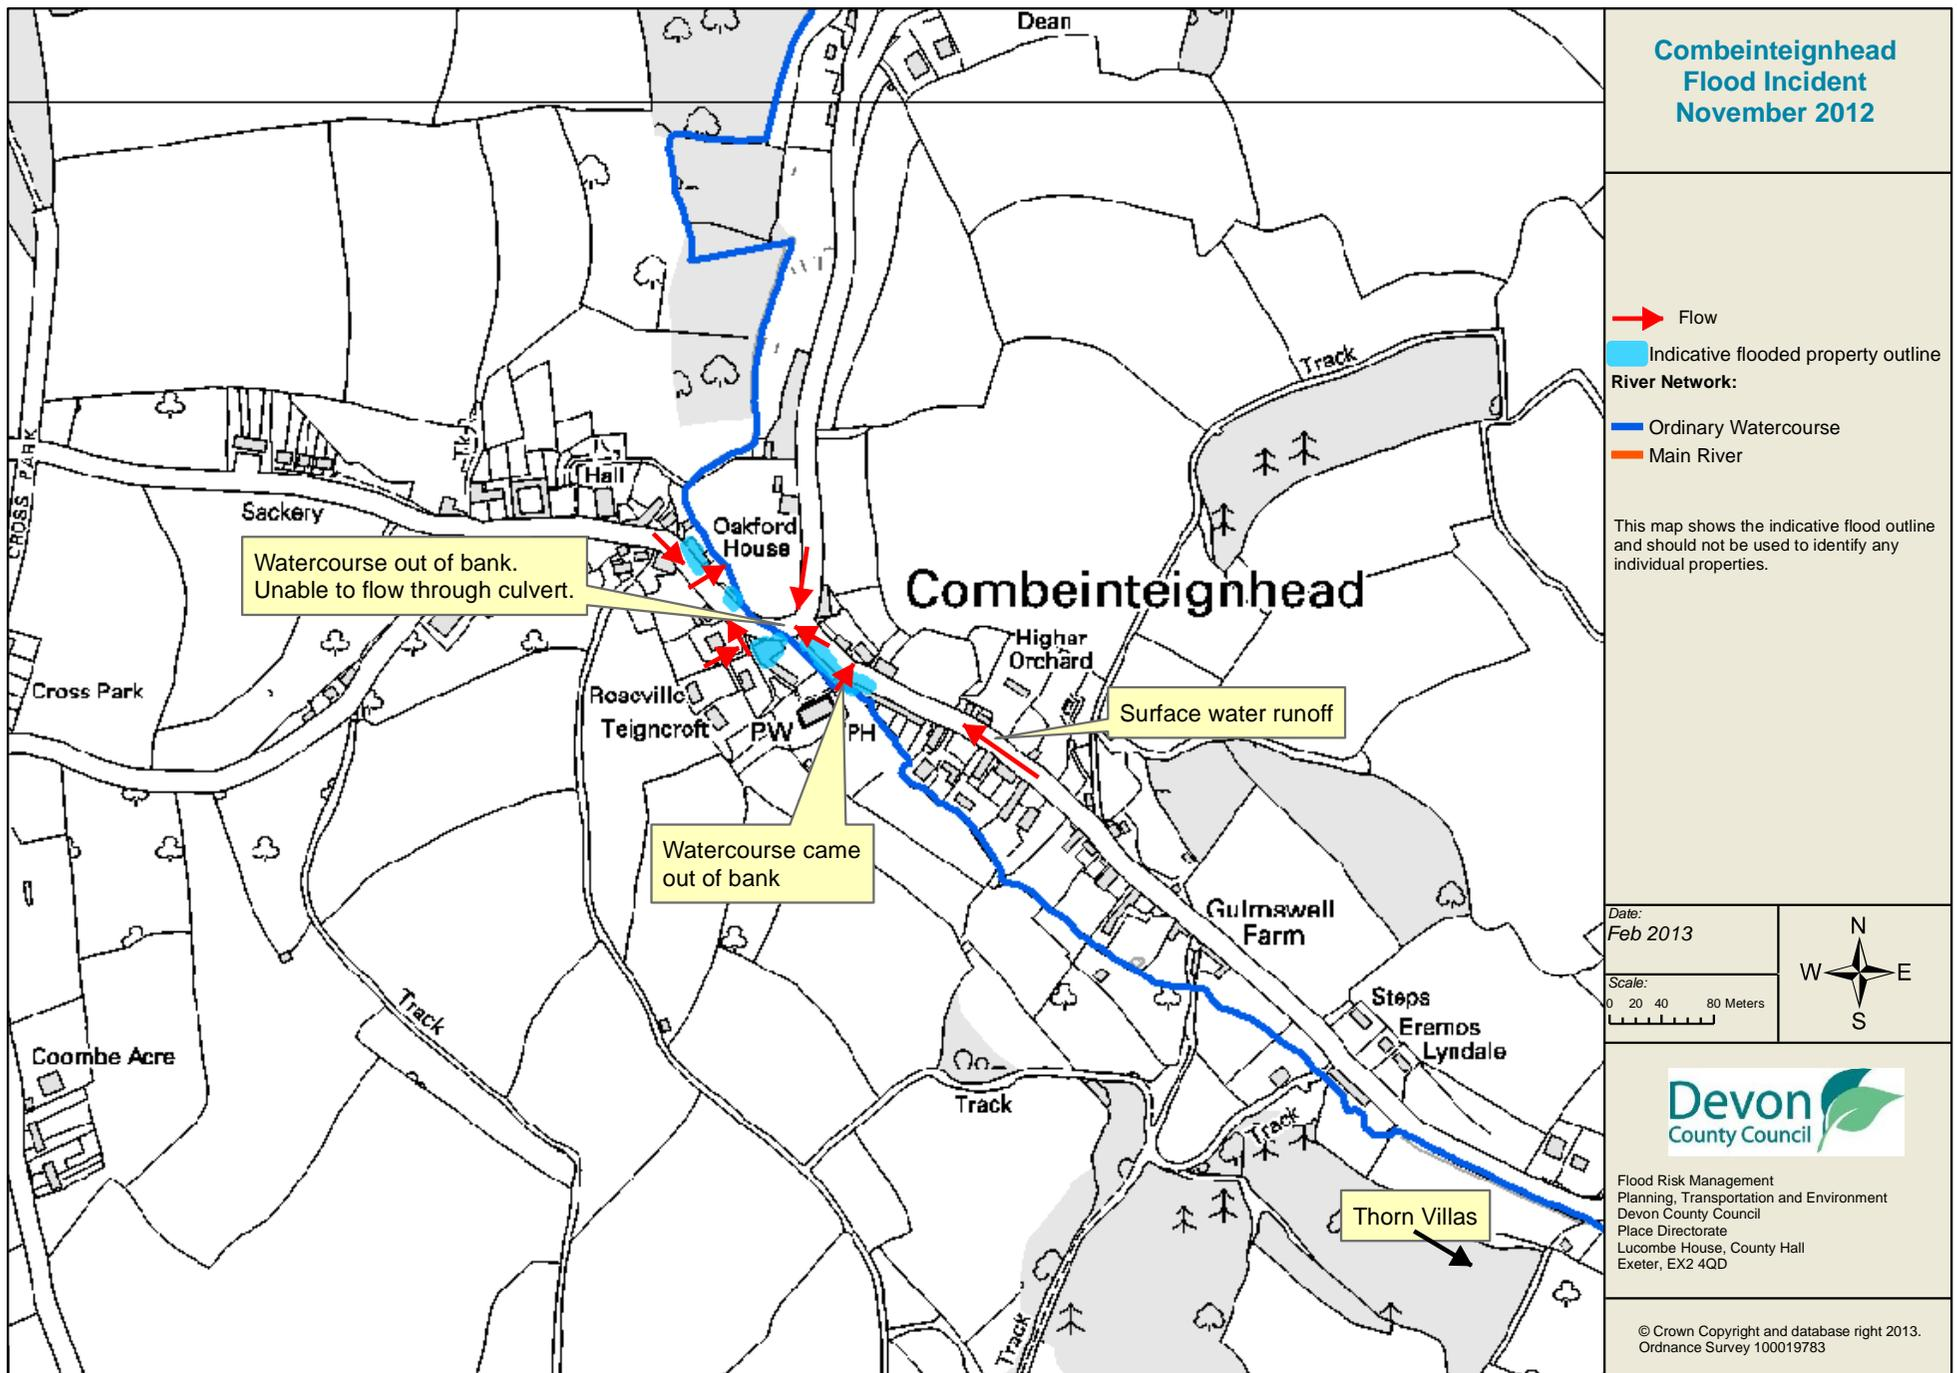 Dean
Combeinteignhead
Flood Incident
November 2012
Flow
Indicative flooded property outline
River Network:
Ordinary Watercourse
Main River
This map shows the indicative flood outline
and should not be used to identify any
individual properties.
Track
CROSS PARK
Tk
Hall
Sackery
Oakford
House
Watercourse out of bank.
Unable to flow through culvert.
Combeinteignhead
Higher
Orchard
Cross Park
Roseville
Teigncroft
PW
PH
Surface water runoff
Watercourse came
out of bank
Gulmswell
Farm
Track
Steps
Eremos
Lyndale
Coombe Acre
Track
Track
Thorn Villas
Track
Date:
Feb 2013
Scale:
0 20 40 80 Meters
N
W E
S
Devon
County Council
Flood Risk Management
Planning, Transportation and Environment
Devon County Council
Place Directorate
Lucombe House, County Hall
Exeter, EX2 4QD
© Crown Copyright and database right 2013.
Ordnance Survey 100019783